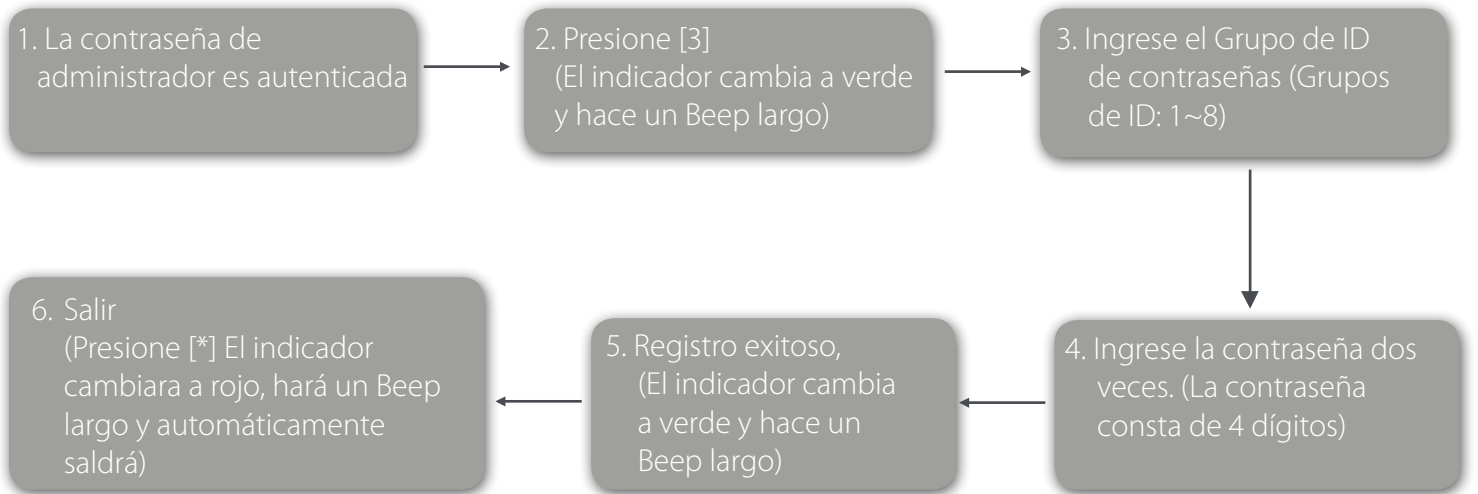 1. La contraseña de
administrador es autenticada
2. Presione [3]
(El indicador cambia a verde
y hace un Beep largo)
3. Ingrese el Grupo de ID
de contraseñas (Grupos
de ID: 1~8)
4. Ingrese la contraseña dos
veces. (La contraseña
consta de 4 dígitos)
5. Registro exitoso,
(El indicador cambia
a verde y hace un
Beep largo)
6. Salir
(Presione [*] El indicador
cambiara a rojo, hará un Beep
largo y automáticamente
saldrá)